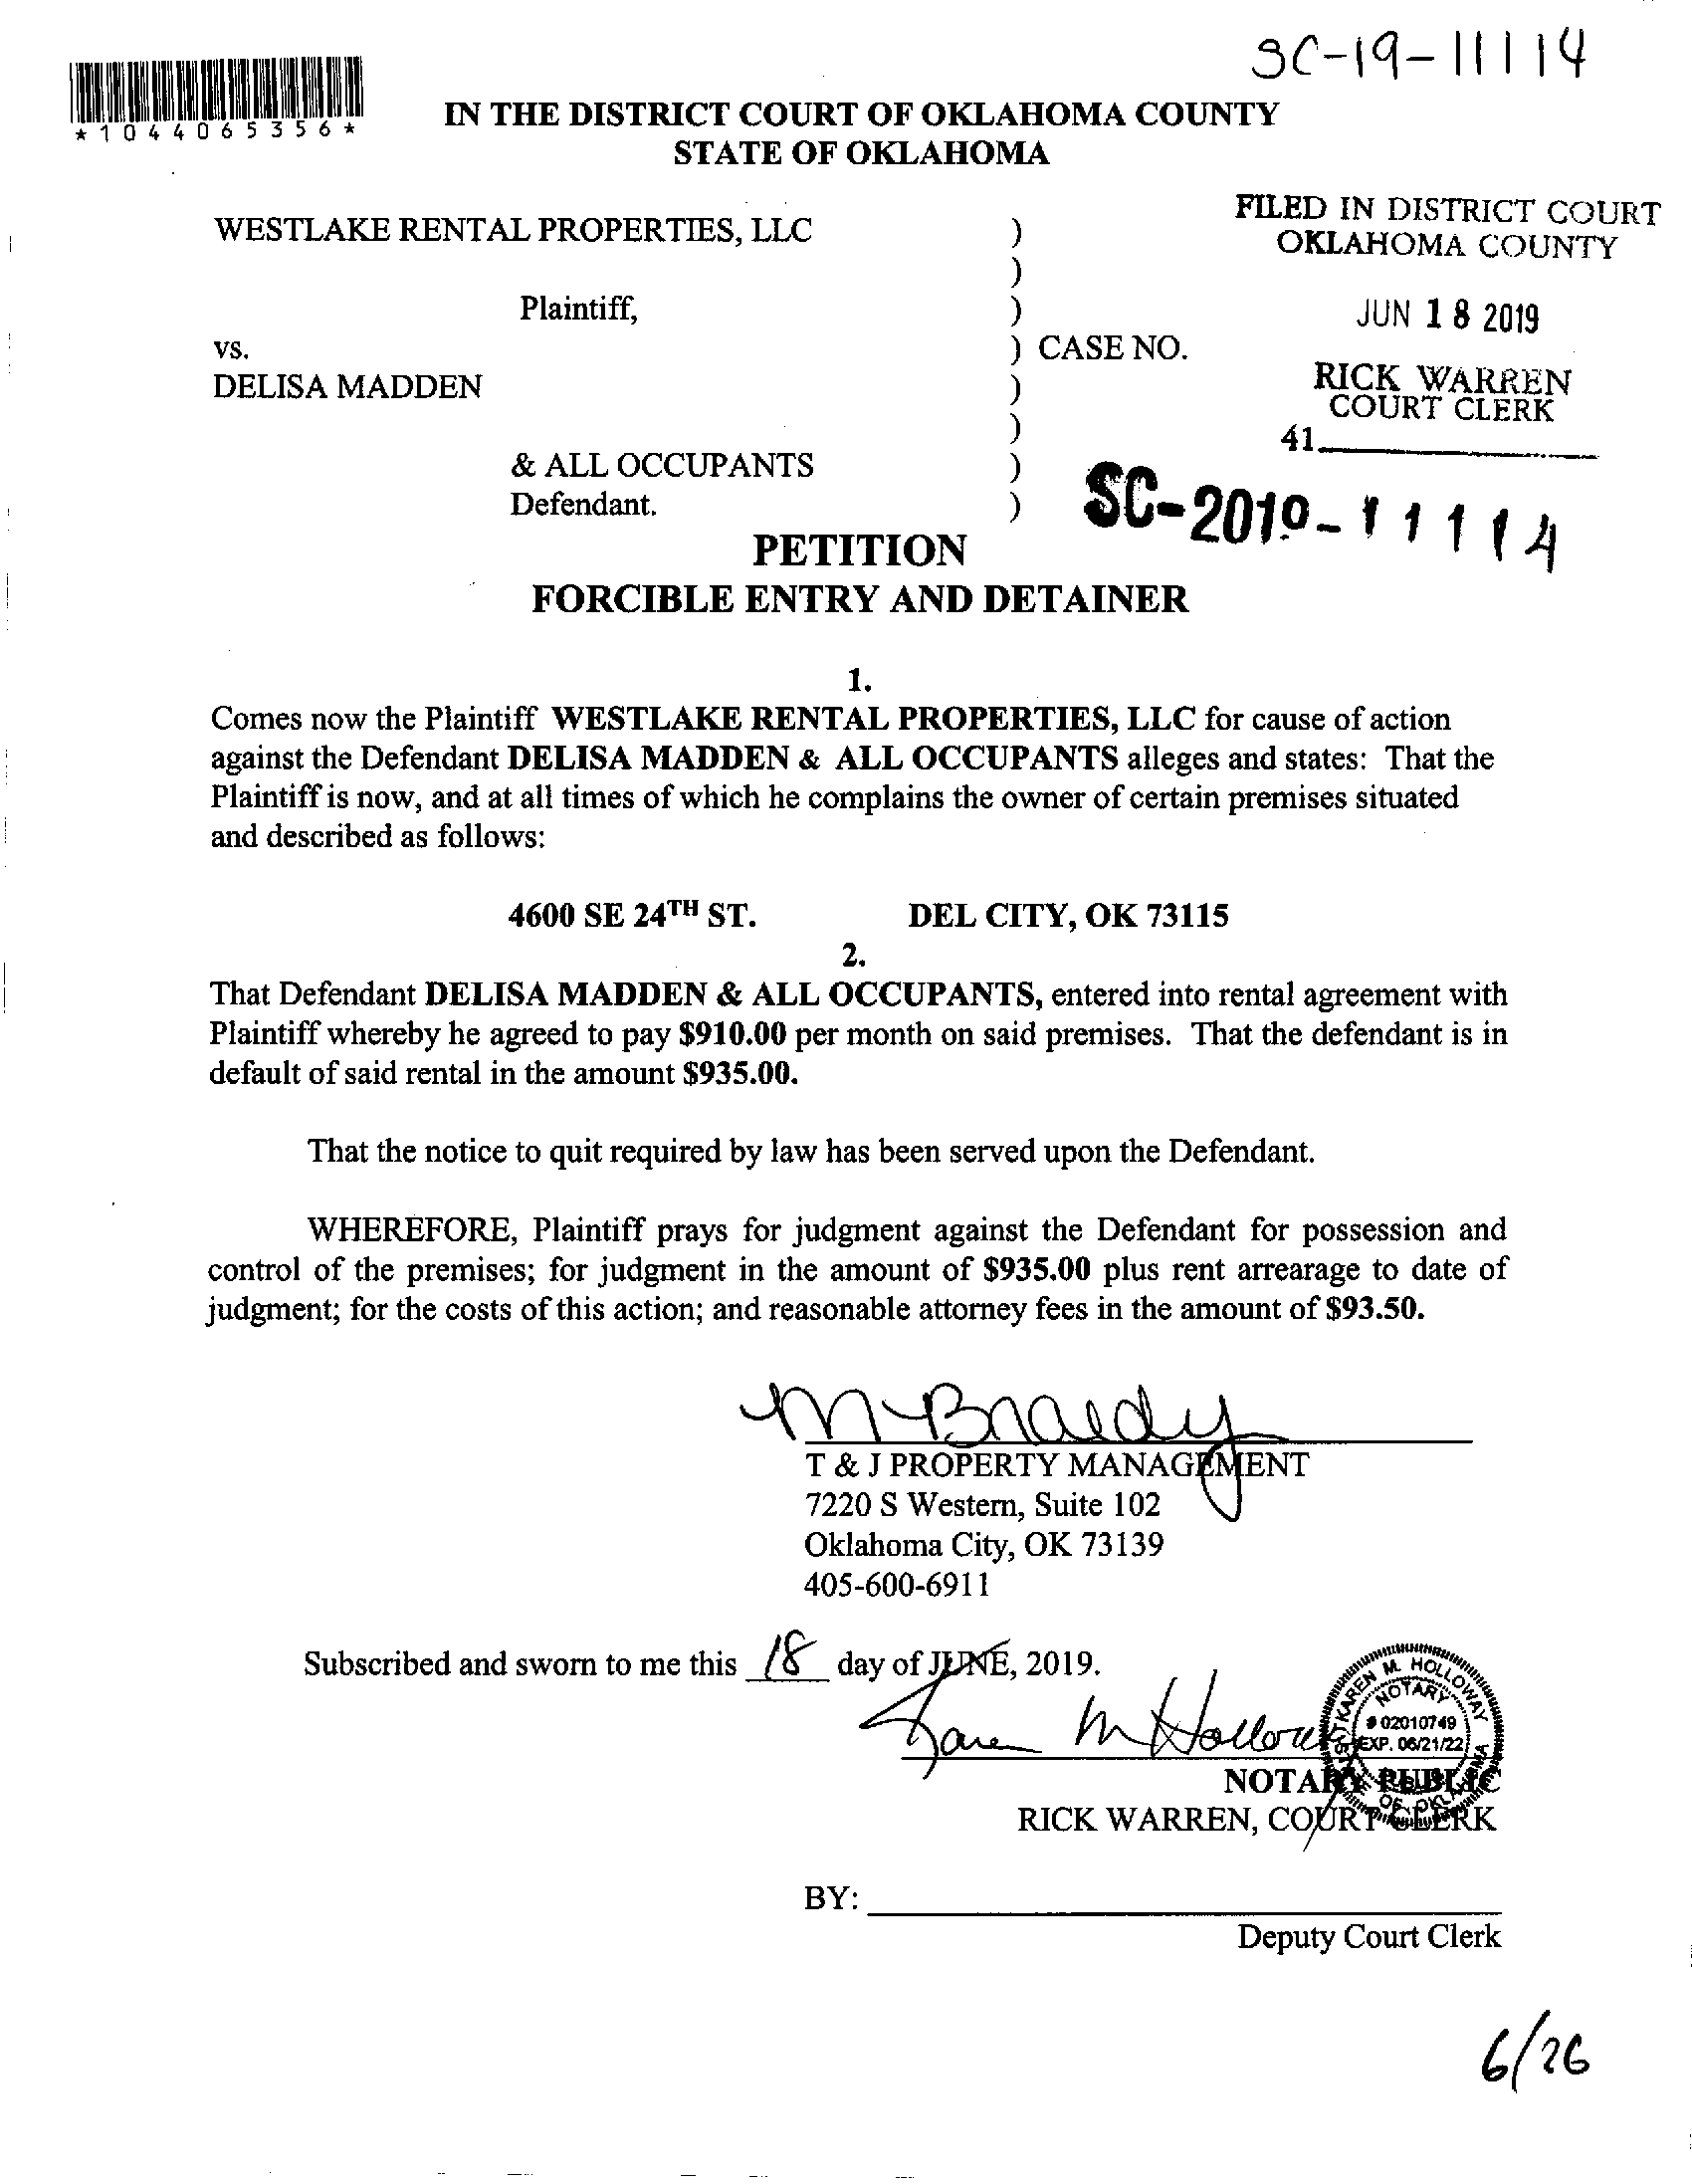 SC-19-11114
*1044065356*
IN THE DISTRICT COURT OF OKLAHOMA COUNTY
STATE OF OKLAHOMA
FILED IN DISTRICT COURT
OKLAHOMA COUNTY
JUN 18 2019
RICK WARREN
COURT CLERK
41
WESTLAKE RENTAL PROPERTIES, LLC )
)
Plaintiff, )
vs. ) CASE NO.
DELISA MADDEN )
)
& ALL OCCUPANTS )
Defendant. )
SC-2019-11114
PETITION
FORCIBLE ENTRY AND DETAINER
1.
Comes now the Plaintiff WESTLAKE RENTAL PROPERTIES, LLC for cause of action
against the Defendant DELISA MADDEN & ALL OCCUPANTS alleges and states: That the
Plaintiff is now, and at all times of which he complains the owner of certain premises situated
and described as follows:
4600 SE 24TH ST. DEL CITY, OK 73115
2.
That Defendant DELISA MADDEN & ALL OCCUPANTS, entered into rental agreement with
Plaintiff whereby he agreed to pay $910.00 per month on said premises. That the defendant is in
default of said rental in the amount $935.00.
That the notice to quit required by law has been served upon the Defendant.
WHEREFORE, Plaintiff prays for judgment against the Defendant for possession and
control of the premises; for judgment in the amount of $935.00 plus rent arrearage to date of
judgment; for the costs of this action; and reasonable attorney fees in the amount of $93.50.
T & J PROPERTY MANAGEMENT
7220 S Western, Suite 102
Oklahoma City, OK 73139
405-600-6911
Subscribed and sworn to me this 18 day of JUNE, 2019.
Karen M Holloway
KAREN M. HOLLOWAY
NOTARY
# 02010749
EXP. 06/21/22
OF OKLAHOMA
NOTARY PUBLIC
RICK WARREN, COURT CLERK
BY:
Deputy Court Clerk
6/26